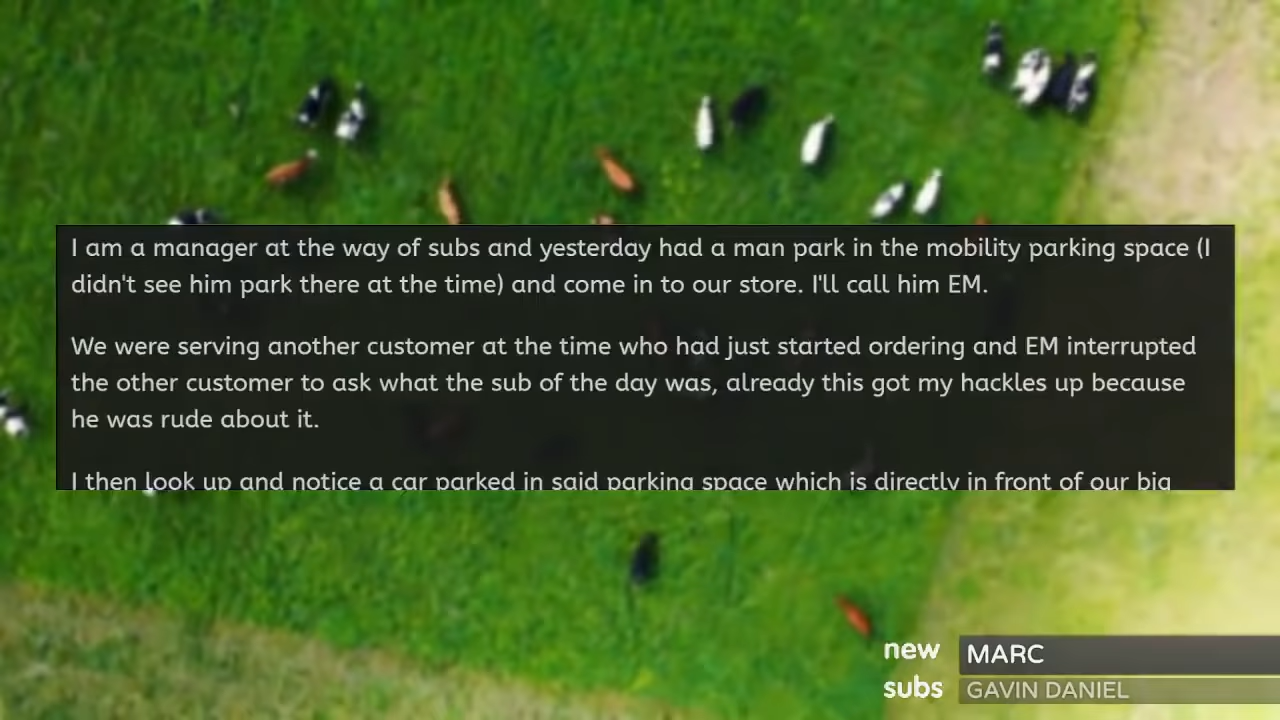 I am a manager at the way of subs and yesterday had a man park in the mobility parking space (I
didn't see him park there at the time) and come in to our store. I'll call him EM.
We were serving another customer at the time who had just started ordering and EM interrupted
the other customer to ask what the sub of the day was, already this got my hackles up because
he was rude about it.
I then look up and notice a car parked in said parking space which is directly in front of our big
new MARC
subs GAVIN DANIEL